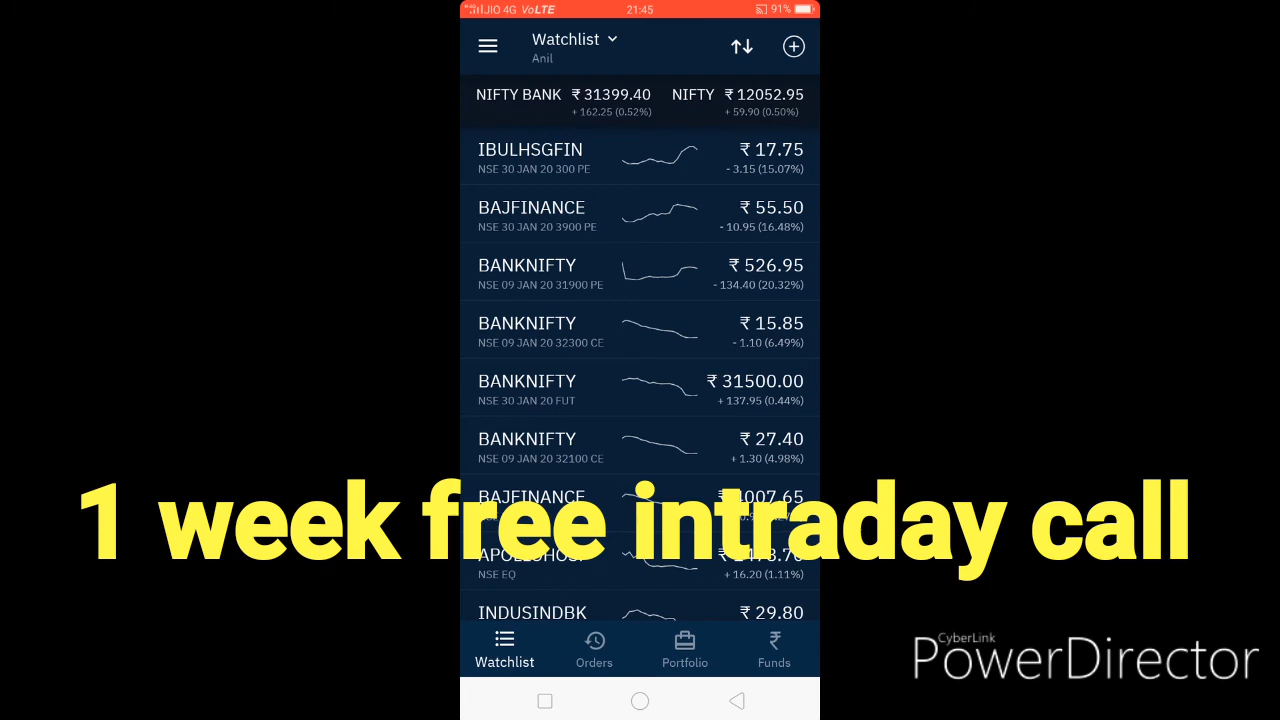 JIO 4G VoLTE 21:45 91%
Watchlist
Anil
NIFTY BANK ₹ 31399.40 NIFTY ₹ 12052.95
+ 162.25 (0.52%) + 59.90 (0.50%)
IBULHSGFIN ₹ 17.75
NSE 30 JAN 20 300 PE - 3.15 (15.07%)
BAJFINANCE ₹ 55.50
NSE 30 JAN 20 3900 PE - 10.95 (16.48%)
BANKNIFTY ₹ 526.95
NSE 09 JAN 20 31900 PE - 134.40 (20.32%)
BANKNIFTY ₹ 15.85
NSE 09 JAN 20 32300 CE - 1.10 (6.49%)
BANKNIFTY ₹ 31500.00
NSE 30 JAN 20 FUT + 137.95 (0.44%)
BANKNIFTY ₹ 27.40
NSE 09 JAN 20 32100 CE + 1.30 (4.98%)
BAJFINANCE ₹ 4007.65
1 week free intraday call
NSE EQ + 16.20 (1.11%)
INDUSINDBK ₹ 29.80
Watchlist Orders Portfolio Funds
CyberLink
PowerDirector